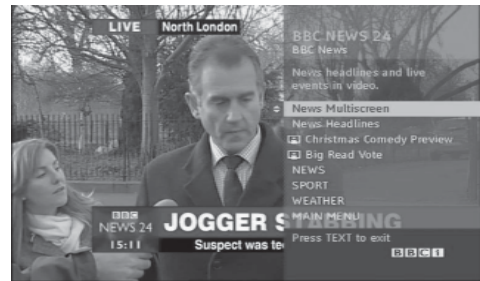 LIVE North London
BBC NEWS 24
BBC News
News headlines and live
events in video.
News Multiscreen
News Headlines
Christmas Comedy Preview
Big Read Vote
NEWS
SPORT
WEATHER
MAIN MENU
Press TEXT to exit
BBCi
BBC
NEWS 24
15:11
JOGGER STABBING
Suspect was